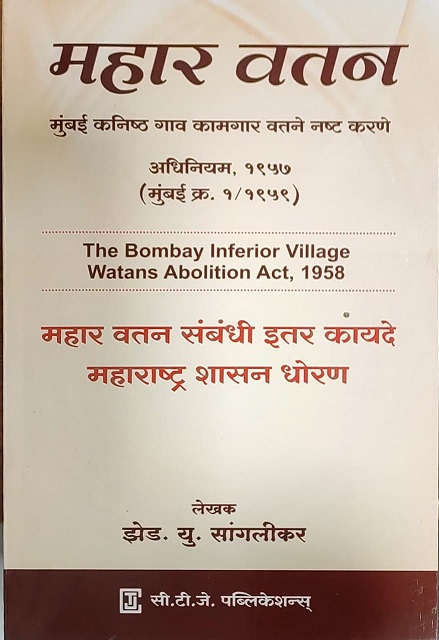 महार वतन
मुंबई कनिष्ठ गाव कामगार वतने नष्ट करणे
अधिनियम, १९५७
(मुंबई क्र. १/१९५९)
The Bombay Inferior Village
Watans Abolition Act, 1958
महार वतन संबंधी इतर कायदे
महाराष्ट्र शासन धोरण
लेखक
झेड. यु. सांगलीकर
सी.टी.जे. पब्लिकेशन्स्